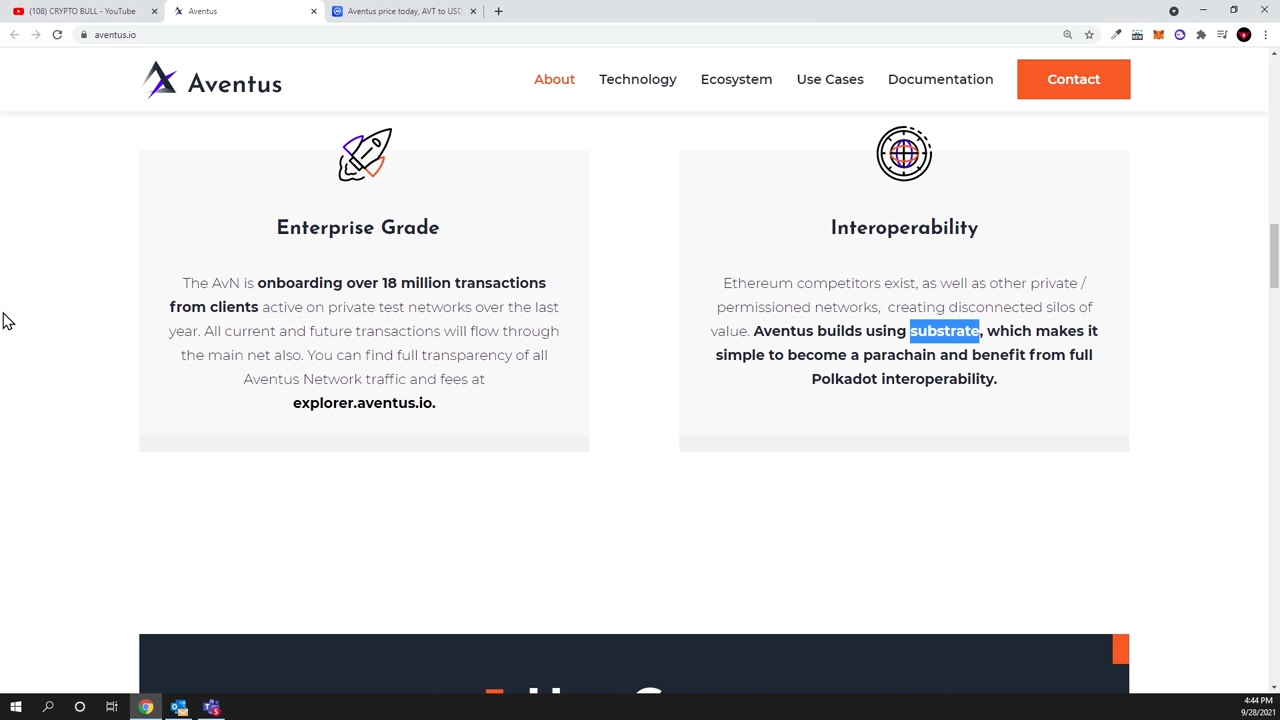 (108) CRYPTO BULL - YouTube
Aventus
Aventus price today, AVT to USD
aventus.io
Aventus
About
Technology
Ecosystem
Use Cases
Documentation
Contact
Enterprise Grade
The AvN is onboarding over 18 million transactions
from clients active on private test networks over the last
year. All current and future transactions will flow through
the main net also. You can find full transparency of all
Aventus Network traffic and fees at
explorer.aventus.io.
Interoperability
Ethereum competitors exist, as well as other private /
permissioned networks, creating disconnected silos of
value. Aventus builds using substrate, which makes it
simple to become a parachain and benefit from full
Polkadot interoperability.
4:44 PM
9/28/2021